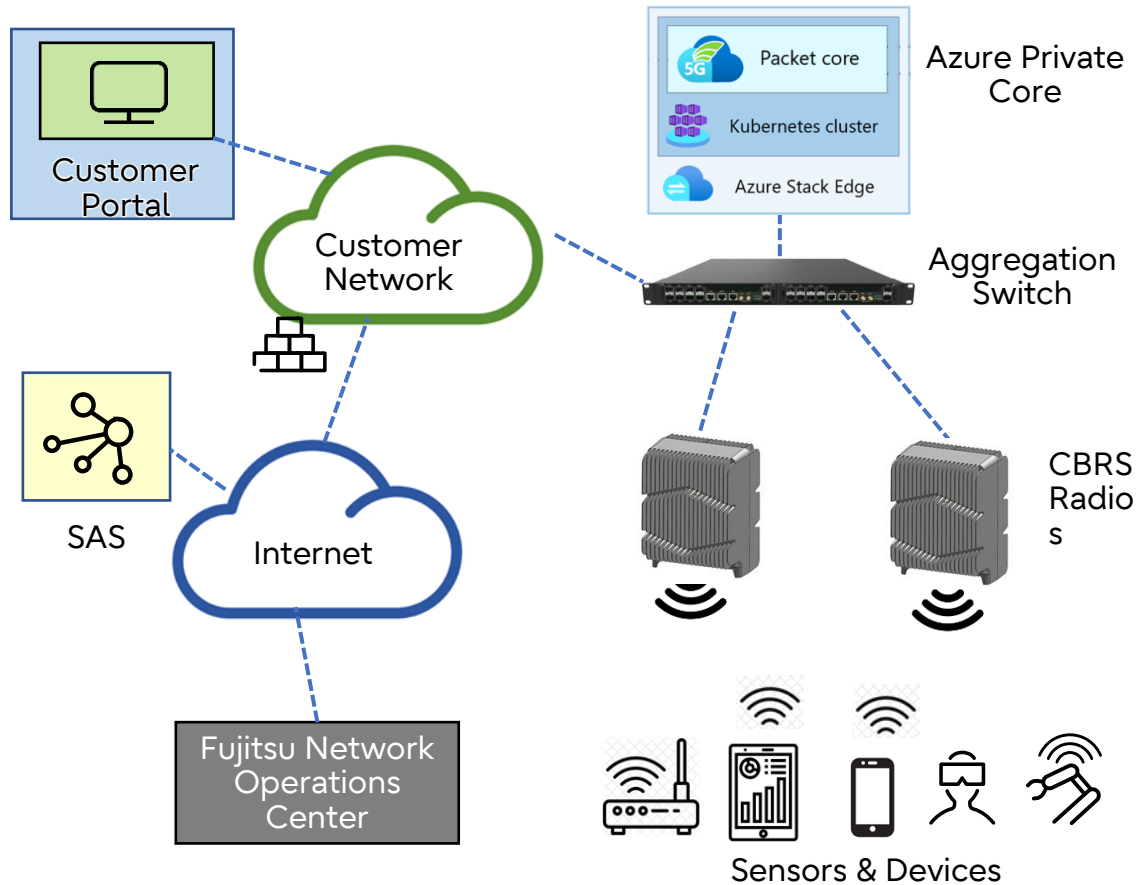 5G
Packet core
Kubernetes cluster
Azure Stack Edge
Azure Private
Core
Customer
Portal
Customer
Network
Aggregation
Switch
SAS
Internet
CBRS
Radio
s
Fujitsu Network
Operations
Center
Sensors & Devices